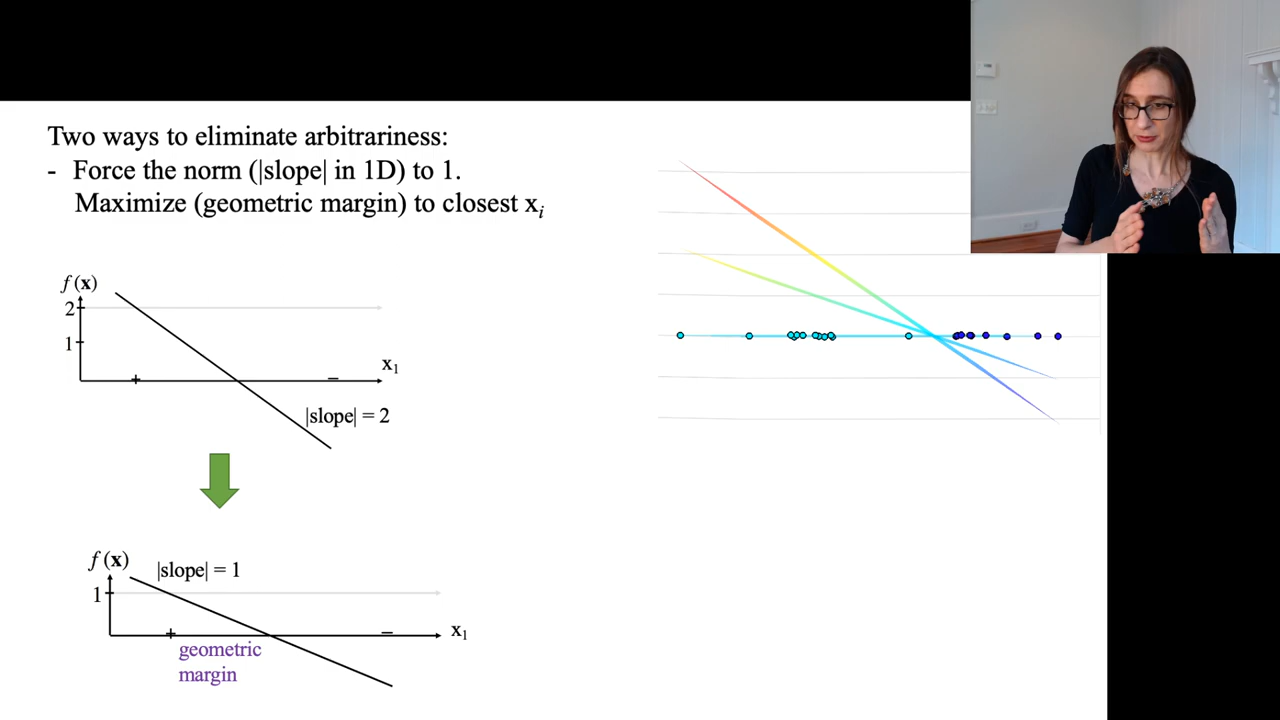 Two ways to eliminate arbitrariness:
- Force the norm (|slope| in 1D) to 1.
Maximize (geometric margin) to closest xᵢ
f(x)
2
1
x₁
+
−
|slope| = 2
f(x)
|slope| = 1
1
x₁
+
−
geometric
margin